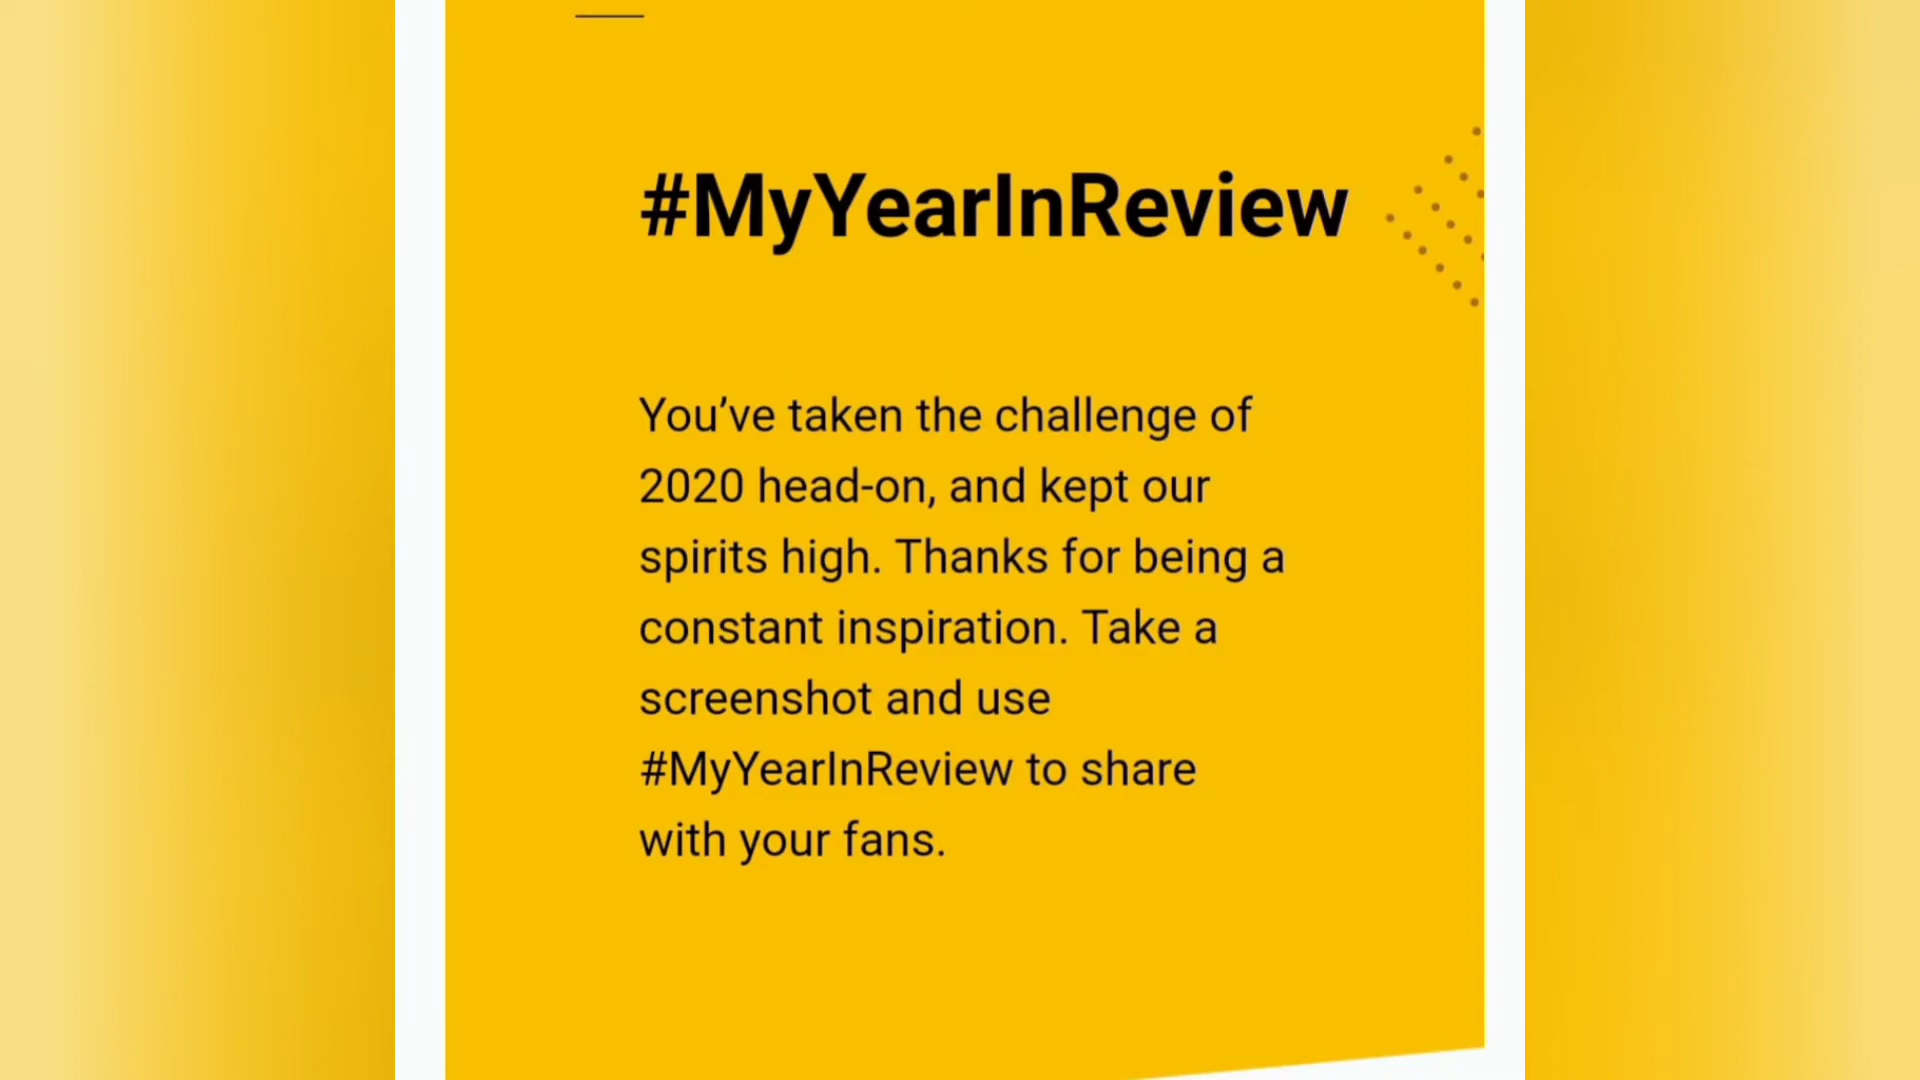 #MyYearInReview
You’ve taken the challenge of
2020 head-on, and kept our
spirits high. Thanks for being a
constant inspiration. Take a
screenshot and use
#MyYearInReview to share
with your fans.